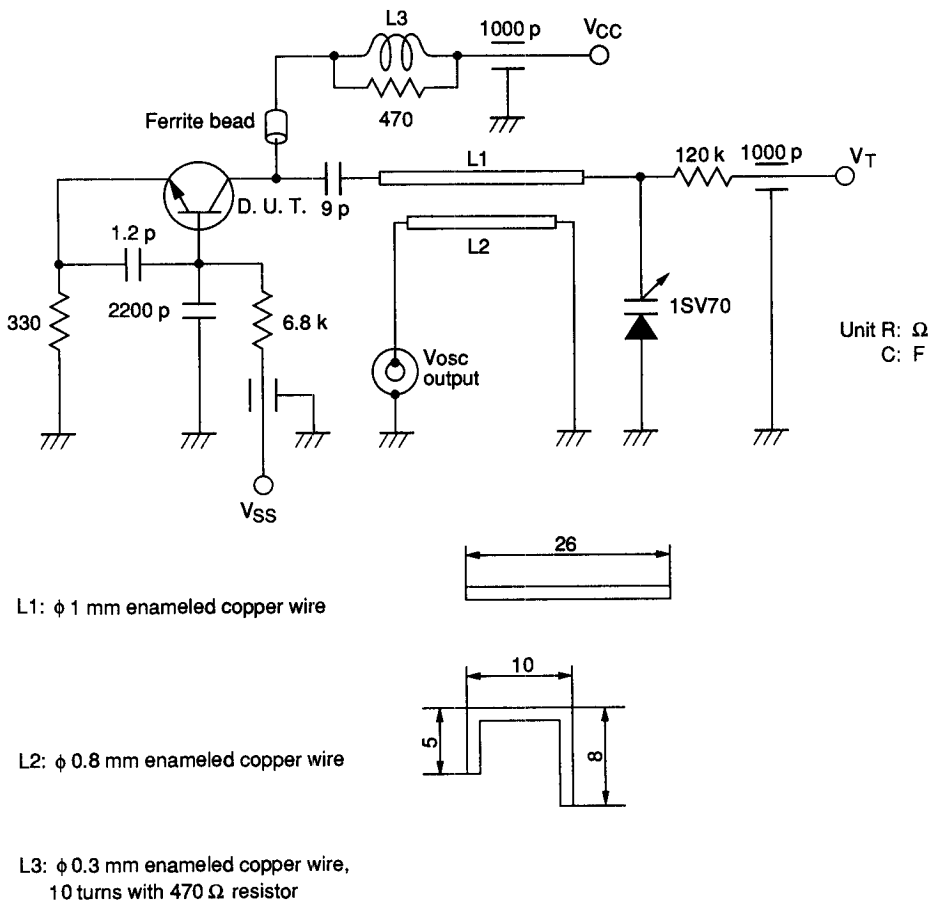 L3
1000 p
VCC
470
Ferrite bead
L1
120 k
1000 p
VT
D. U. T.
9 p
L2
1.2 p
2200 p
330
6.8 k
1SV70
Vosc
output
Unit R: Ω
C: F
VSS
26
L1: ϕ 1 mm enameled copper wire
10
5
8
L2: ϕ 0.8 mm enameled copper wire
L3: ϕ 0.3 mm enameled copper wire,
10 turns with 470 Ω resistor